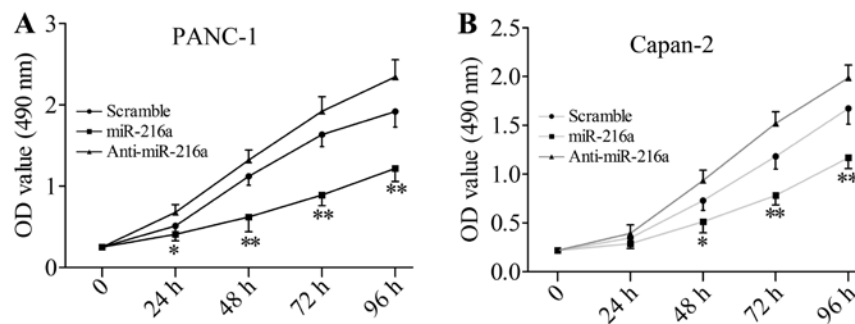 A
PANC-1
OD value (490 nm)
3
2
1
0
Scramble
miR-216a
Anti-miR-216a
*
**
**
**
0
24 h
48 h
72 h
96 h
B
Capan-2
OD value (490 nm)
2.5
2.0
1.5
1.0
0.5
0.0
Scramble
miR-216a
Anti-miR-216a
*
**
**
0
24 h
48 h
72 h
96 h